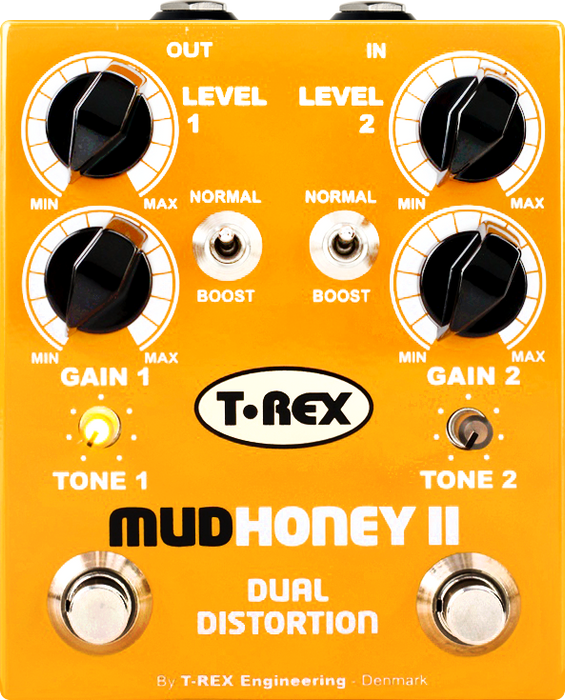 OUT IN
LEVEL 1
LEVEL 2
MIN MAX
MIN MAX
NORMAL
NORMAL
BOOST
BOOST
MIN MAX
MIN MAX
GAIN 1
GAIN 2
T•REX
TONE 1
TONE 2
MUDHONEY II
DUAL
DISTORTION
By T-REX Engineering - Denmark